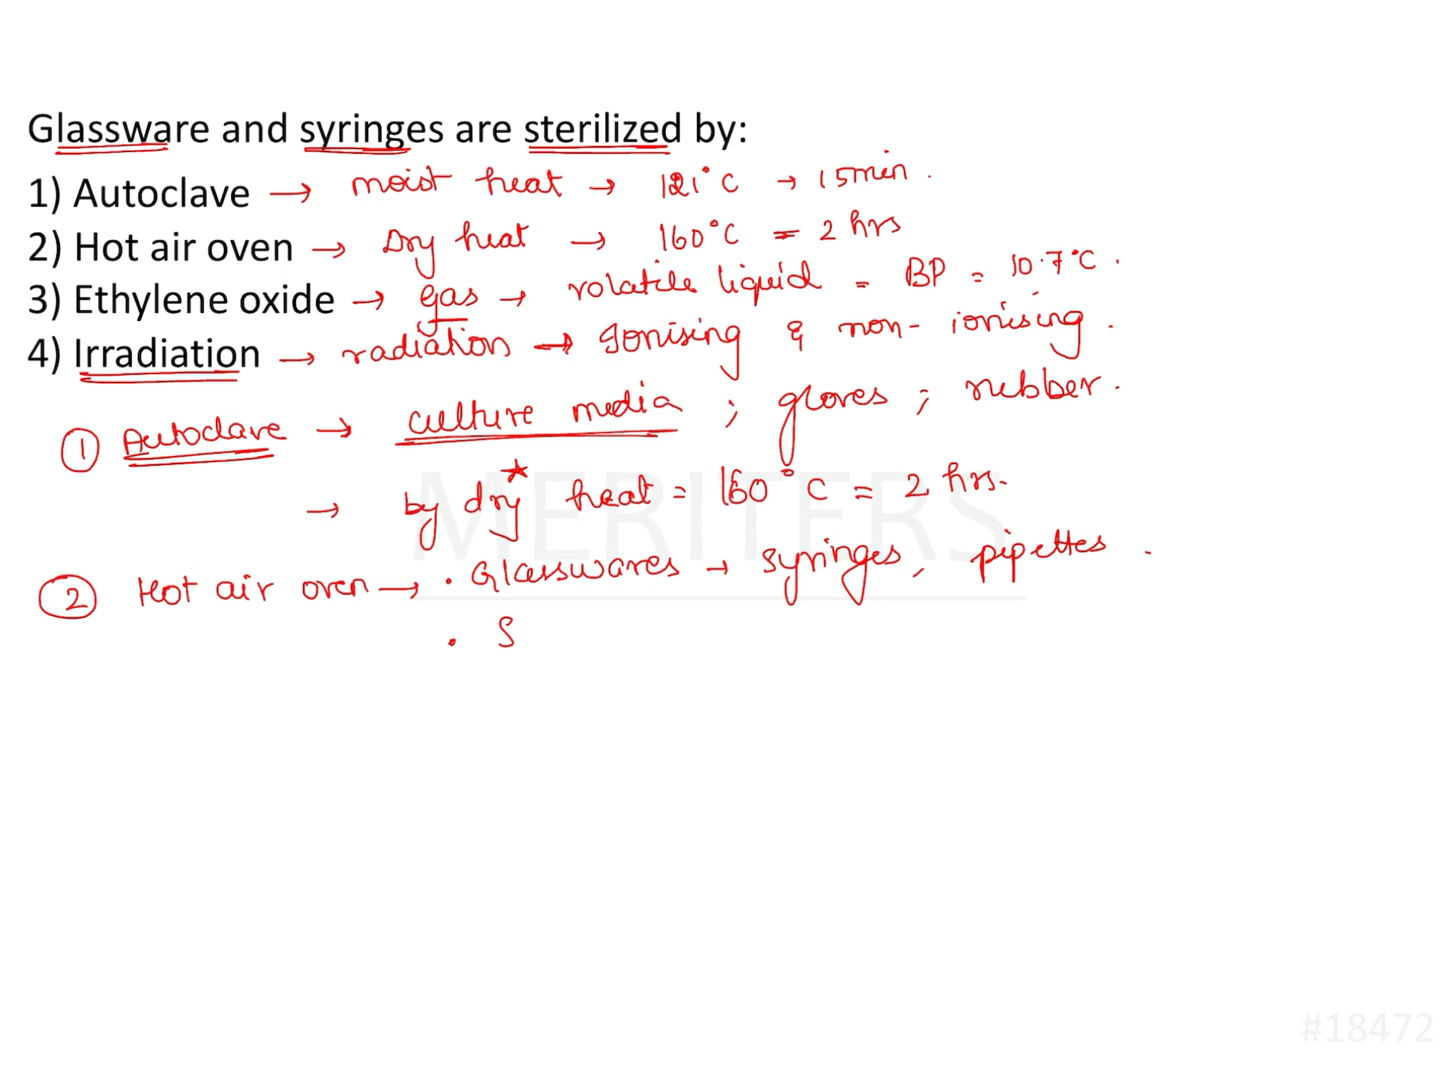 Glassware and syringes are sterilized by:
1) Autoclave → moist heat → 121°C → 15min.
2) Hot air oven → Dry heat → 160°C = 2 hrs
3) Ethylene oxide → gas → volatile liquid = BP = 10.7°C.
4) Irradiation → radiation → Ionising & non-ionising.
① Autoclave → culture media ; gloves ; rubber.
→ by dry* heat = 160°C = 2 hrs.
MERITERS
② Hot air oven → • Glasswares → syringes, pipettes.
• S
#18472